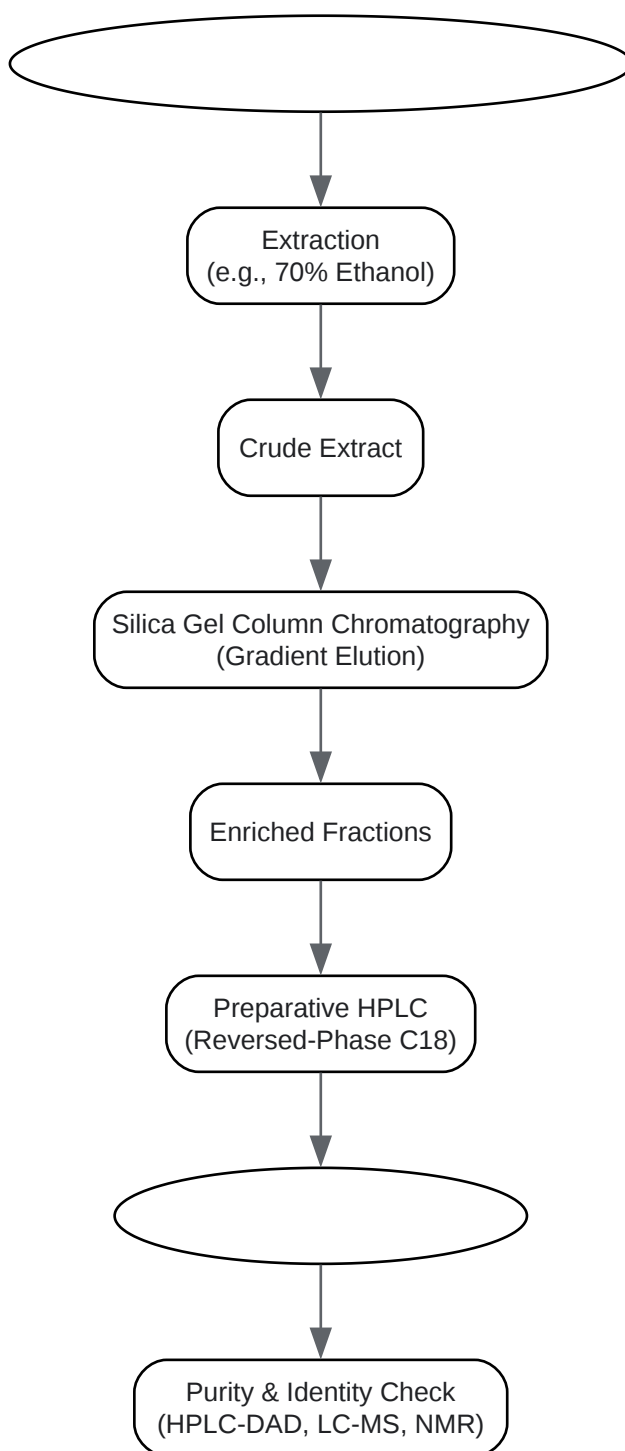 Extraction
(e.g., 70% Ethanol)
Crude Extract
Silica Gel Column Chromatography
(Gradient Elution)
Enriched Fractions
Preparative HPLC
(Reversed-Phase C18)
Purity & Identity Check
(HPLC-DAD, LC-MS, NMR)